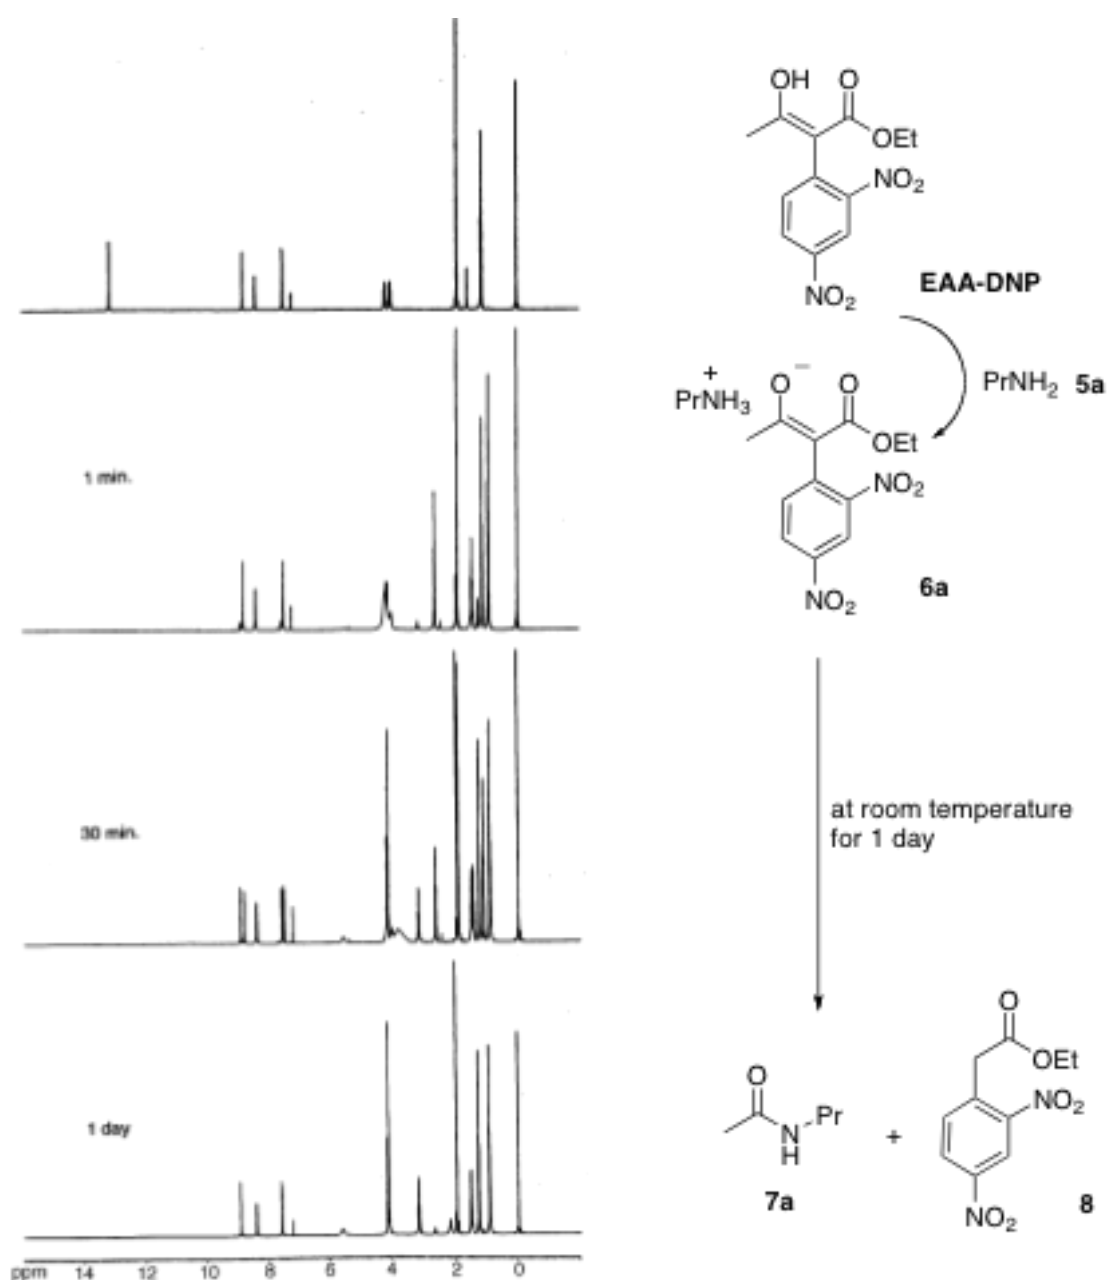 OH O
OEt
NO2
NO2
EAA-DNP
PrNH2 5a
+
PrNH3
O − O
OEt
NO2
NO2
6a
1 min.
30 min.
at room temperature
for 1 day
1 day
O
N
H
Pr
7a
+
O
OEt
NO2
NO2
8
ppm 14 12 10 8 6 4 2 0